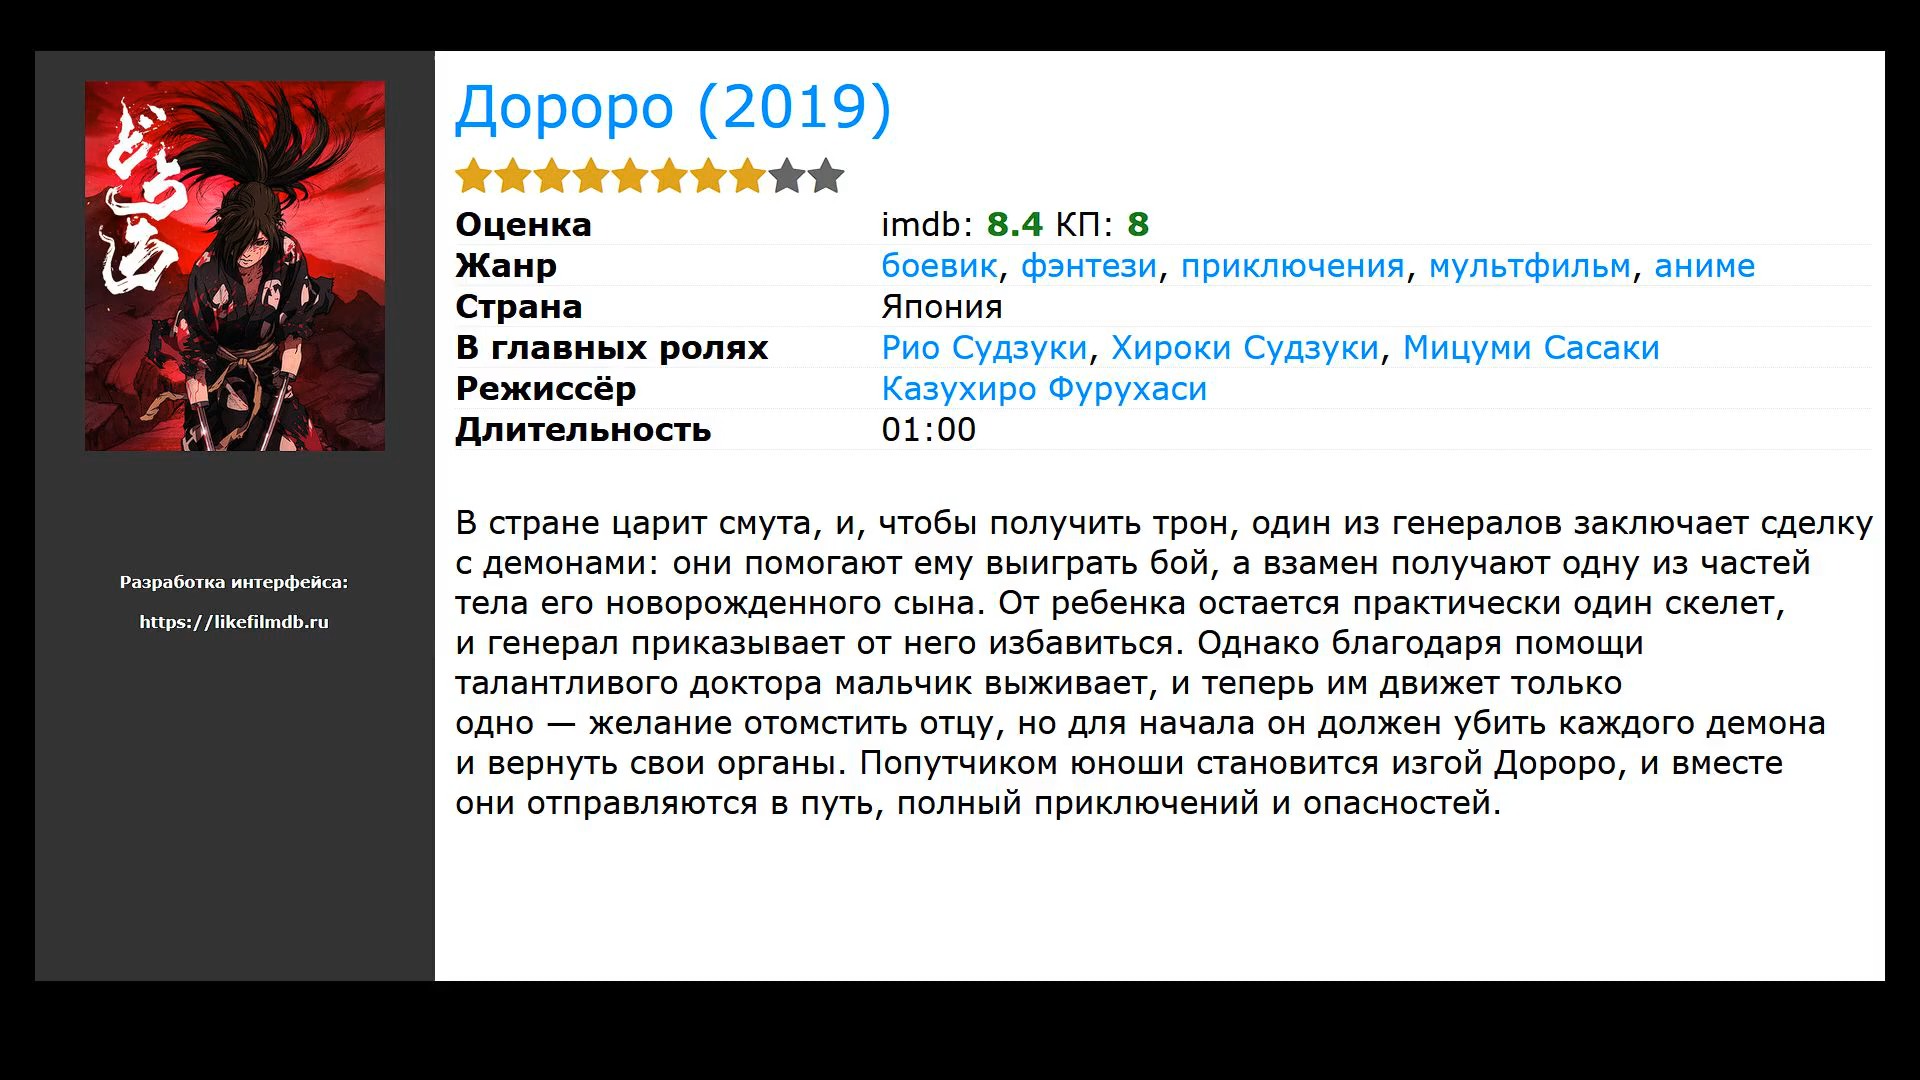 どろろ
Дороро (2019)
Оценка imdb: 8.4 КП: 8
Жанр боевик, фэнтези, приключения, мультфильм, аниме
Страна Япония
В главных ролях Рио Судзуки, Хироки Судзуки, Мицуми Сасаки
Режиссёр Казухиро Фурухаси
Длительность 01:00
В стране царит смута, и, чтобы получить трон, один из генералов заключает сделку
с демонами: они помогают ему выиграть бой, а взамен получают одну из частей
тела его новорожденного сына. От ребенка остается практически один скелет,
и генерал приказывает от него избавиться. Однако благодаря помощи
талантливого доктора мальчик выживает, и теперь им движет только
одно — желание отомстить отцу, но для начала он должен убить каждого демона
и вернуть свои органы. Попутчиком юноши становится изгой Дороро, и вместе
они отправляются в путь, полный приключений и опасностей.
Разработка интерфейса:
https://likefilmdb.ru